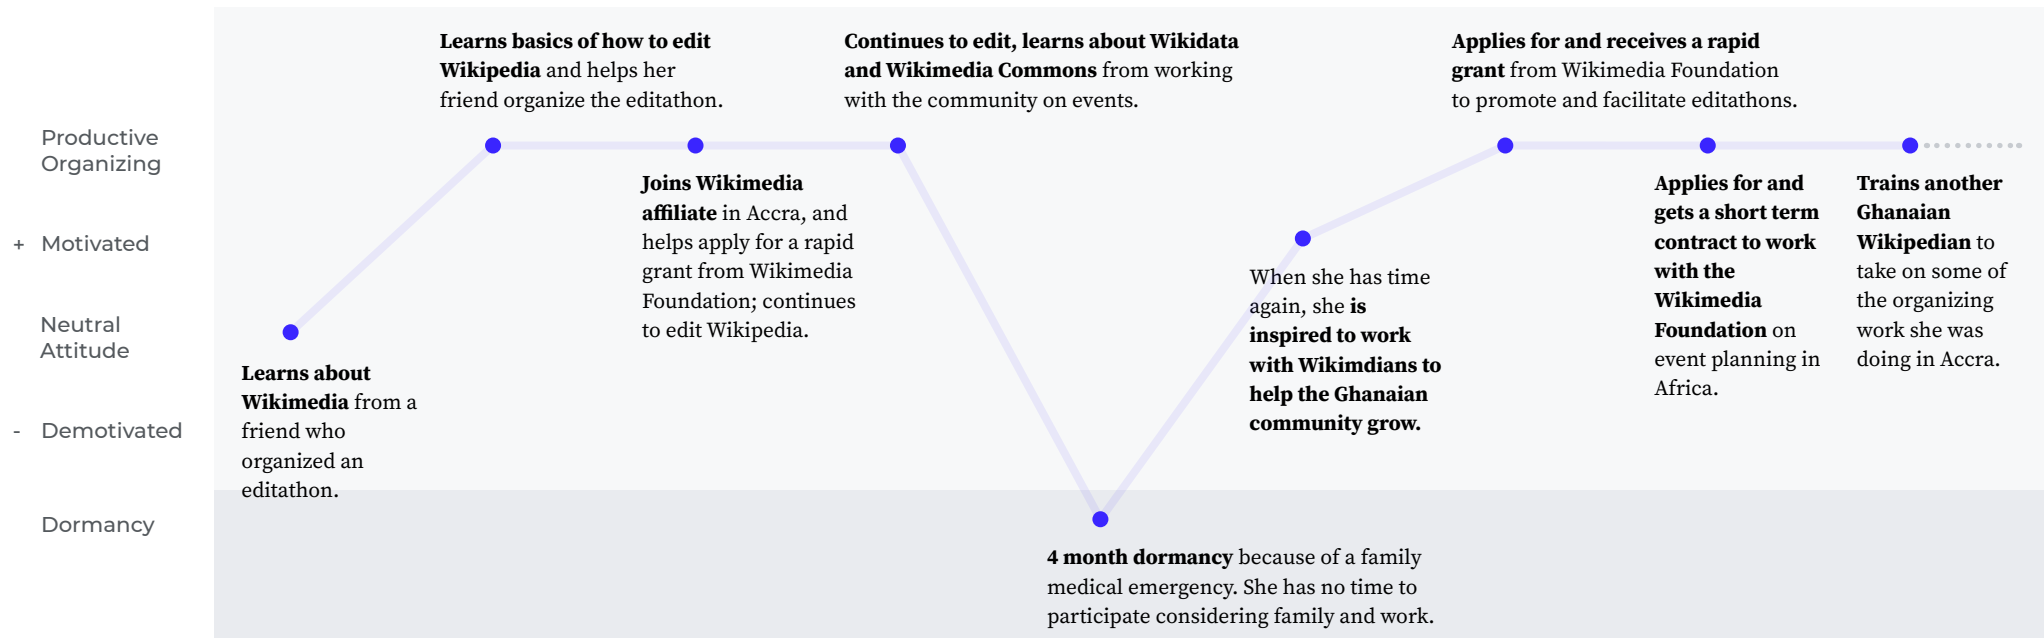 Productive
Organizing
+ Motivated
Neutral
Attitude
- Demotivated
Dormancy
Learns about
Wikimedia from a
friend who
organized an
editathon.
Learns basics of how to edit
Wikipedia and helps her
friend organize the editathon.
Joins Wikimedia
affiliate in Accra, and
helps apply for a rapid
grant from Wikimedia
Foundation; continues
to edit Wikipedia.
Continues to edit, learns about Wikidata
and Wikimedia Commons from working
with the community on events.
4 month dormancy because of a family
medical emergency. She has no time to
participate considering family and work.
When she has time
again, she is
inspired to work
with Wikimdians to
help the Ghanaian
community grow.
Applies for and receives a rapid
grant from Wikimedia Foundation
to promote and facilitate editathons.
Applies for and
gets a short term
contract to work
with the
Wikimedia
Foundation on
event planning in
Africa.
Trains another
Ghanaian
Wikipedian to
take on some of
the organizing
work she was
doing in Accra.